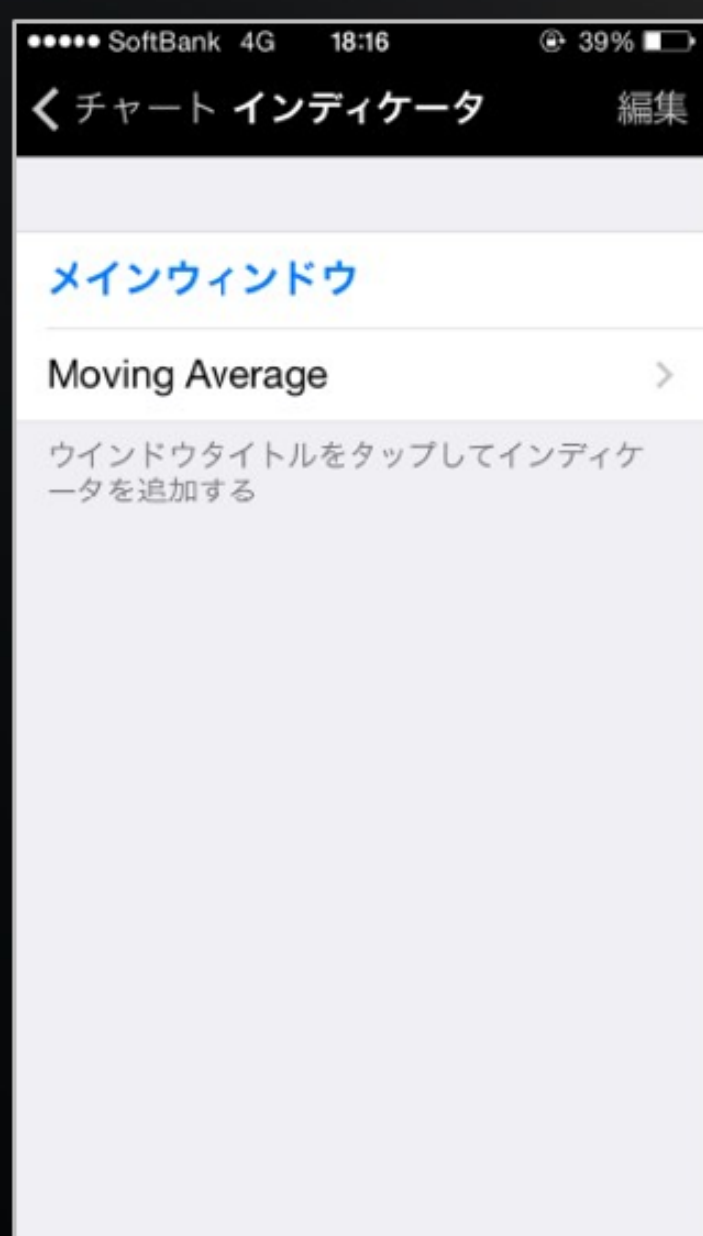 SoftBank 4G 18:16 39%
チャート インディケータ 編集
メインウィンドウ
Moving Average
ウインドウタイトルをタップしてインディケ
ータを追加する